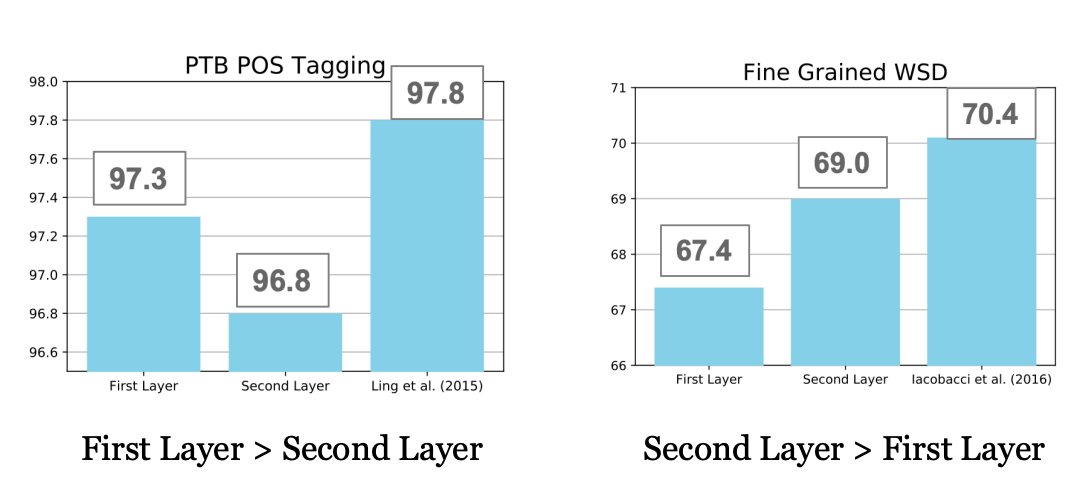 PTB POS Tagging
98.0
97.8
97.6
97.4
97.2
97.0
96.8
96.6
97.3
96.8
97.8
First Layer
Second Layer
Ling et al. (2015)
First Layer > Second Layer
Fine Grained WSD
71
70
69
68
67
66
67.4
69.0
70.4
First Layer
Second Layer
Iacobacci et al. (2016)
Second Layer > First Layer